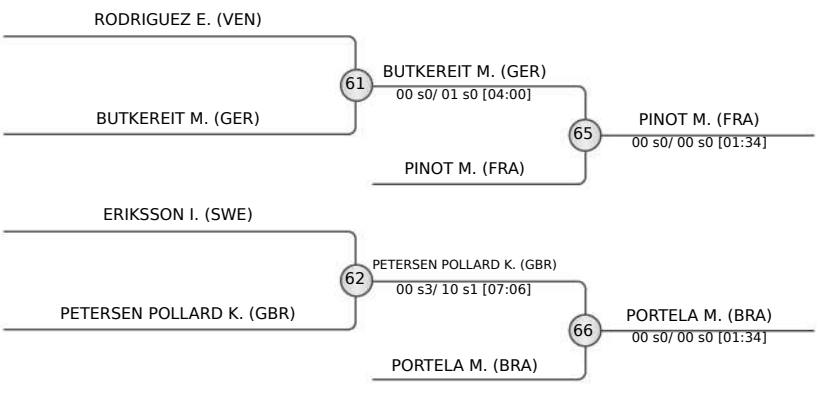 RODRIGUEZ E. (VEN)
61
BUTKEREIT M. (GER)
00 s0/ 01 s0 [04:00]
BUTKEREIT M. (GER)
65
PINOT M. (FRA)
00 s0/ 00 s0 [01:34]
PINOT M. (FRA)
ERIKSSON I. (SWE)
62
PETERSEN POLLARD K. (GBR)
00 s3/ 10 s1 [07:06]
PETERSEN POLLARD K. (GBR)
66
PORTELA M. (BRA)
00 s0/ 00 s0 [01:34]
PORTELA M. (BRA)